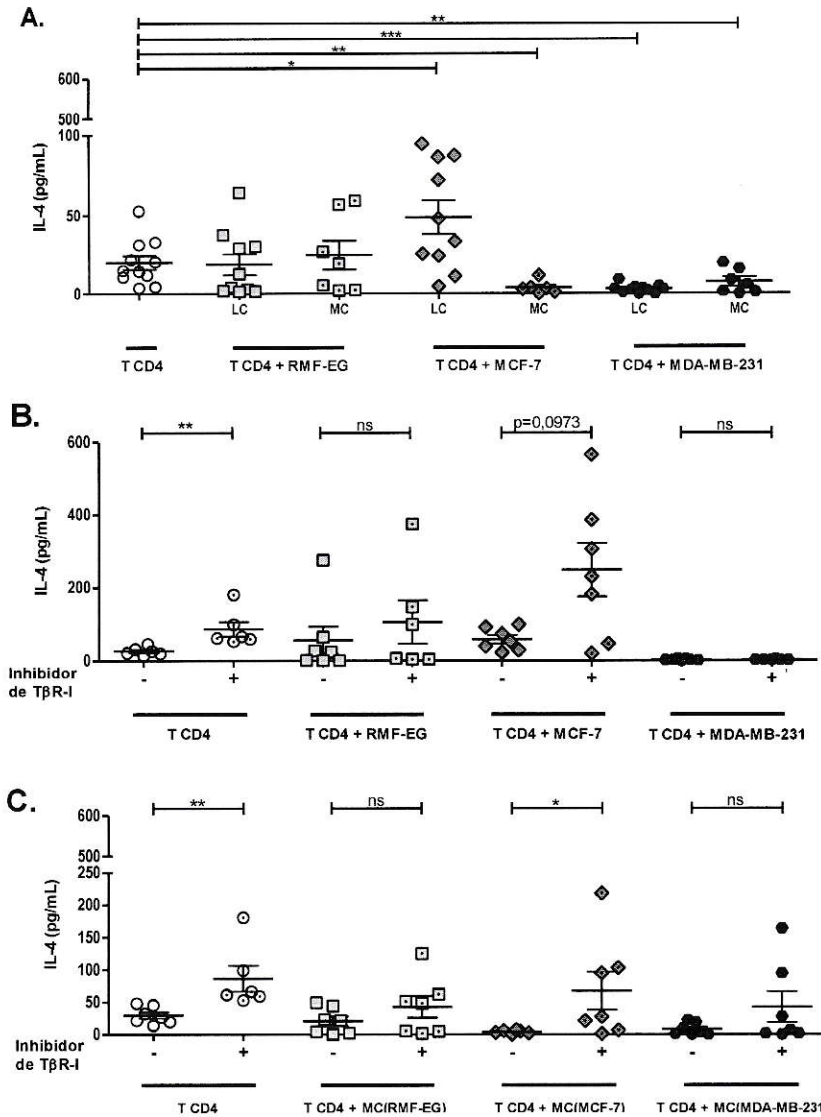 A.
**
***
**
*
600
500
100
50
0
IL-4 (pg/mL)
LC
MC
LC
MC
LC
MC
T CD4
T CD4 + RMF-EG
T CD4 + MCF-7
T CD4 + MDA-MB-231
B.
**
ns
p=0,0973
ns
600
400
200
0
IL-4 (pg/mL)
Inhibidor
de TβR-I
-
+
-
+
-
+
-
+
T CD4
T CD4 + RMF-EG
T CD4 + MCF-7
T CD4 + MDA-MB-231
C.
**
ns
*
ns
600
500
250
200
150
100
50
0
IL-4 (pg/mL)
Inhibidor
de TβR-I
-
+
-
+
-
+
-
+
T CD4
T CD4 + MC(RMF-EG)
T CD4 + MC(MCF-7)
T CD4 + MC(MDA-MB-231